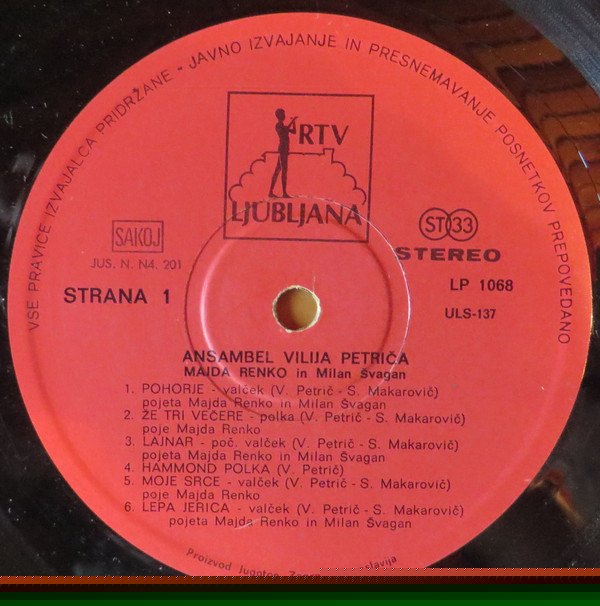 VSE PRAVICE IZVAJALCA PRIDRŽANE - JAVNO IZVAJANJE IN PRESNEMAVANJE POSNETKOV PREPOVEDANO
RTV
LJUBLJANA
SAKOJ
JUS. N. N4. 201
STRANA 1
ST 33
STEREO
LP 1068
ULS-137
ANSAMBEL VILIJA PETRIČA
MAJDA RENKO in Milan Švagan
1. POHORJE - valček (V. Petrič - S. Makarovič)
pojeta Majda Renko in Milan Švagan
2. ŽE TRI VEČERE - polka (V. Petrič - S. Makarovič)
poje Majda Renko
3. LAJNAR - poč. valček (V. Petrič - S. Makarovič)
pojeta Majda Renko in Milan Švagan
4. HAMMOND POLKA (V. Petrič)
5. MOJE SRCE - valček (V. Petrič - S. Makarovič)
poje Majda Renko
6. LEPA JERICA - valček (V. Petrič - S. Makarovič)
pojeta Majda Renko in Milan Švagan
Proizvod Jugoton